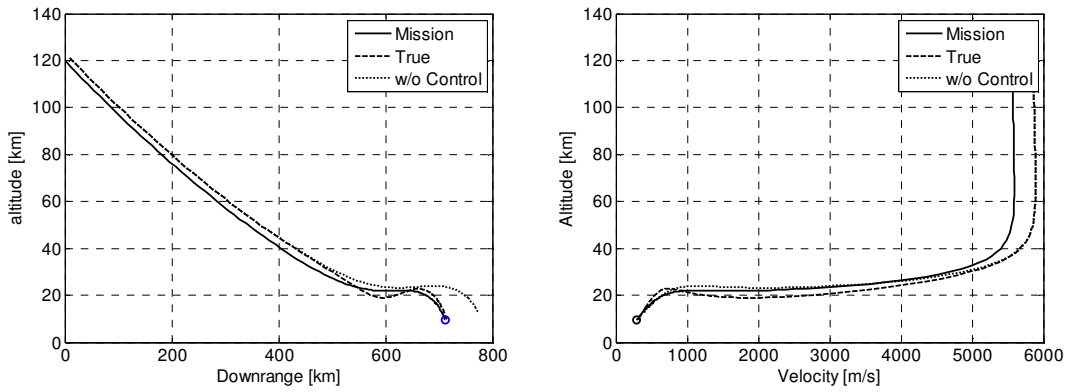 140
120
100
80
60
40
20
0
altitude [km]
0 200 400 600 800
Downrange [km]
Mission
True
w/o Control
140
120
100
80
60
40
20
0
Altitude [km]
0 1000 2000 3000 4000 5000 6000
Velocity [m/s]
Mission
True
w/o Control